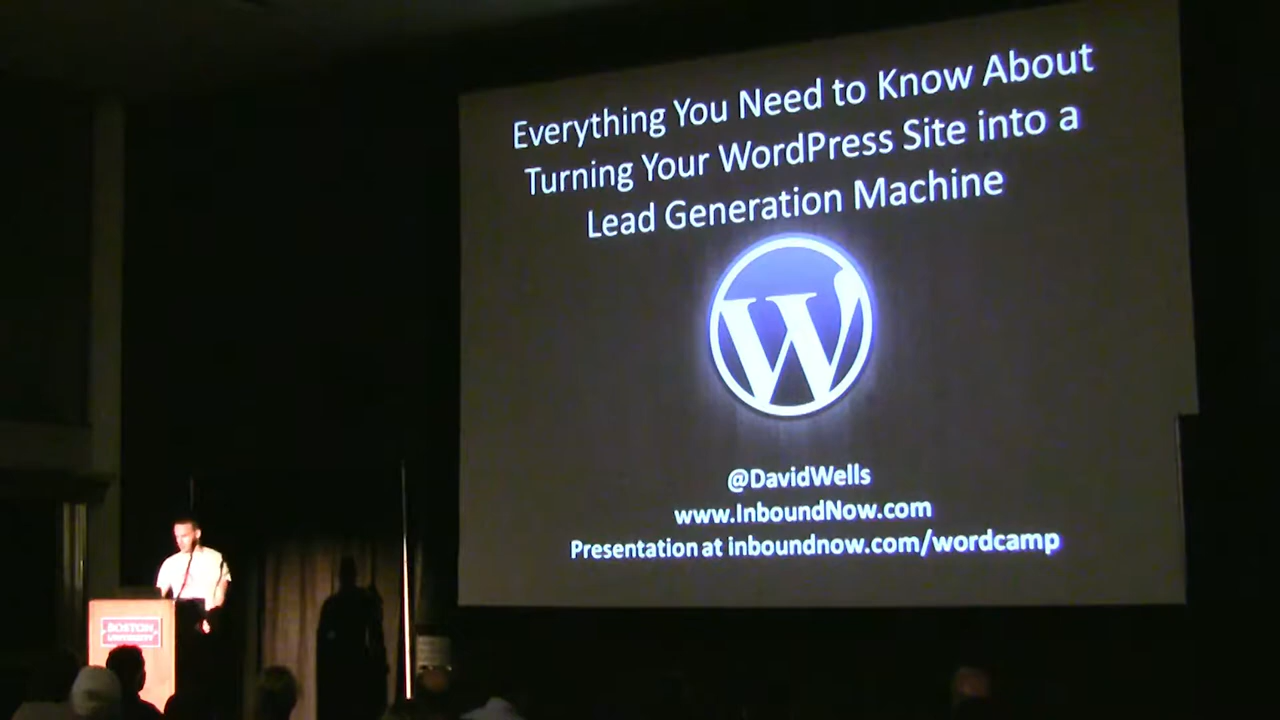 Everything You Need to Know About
Turning Your WordPress Site into a
Lead Generation Machine
W
@DavidWells
www.InboundNow.com
Presentation at inboundnow.com/wordcamp
BOSTON
UNIVERSITY